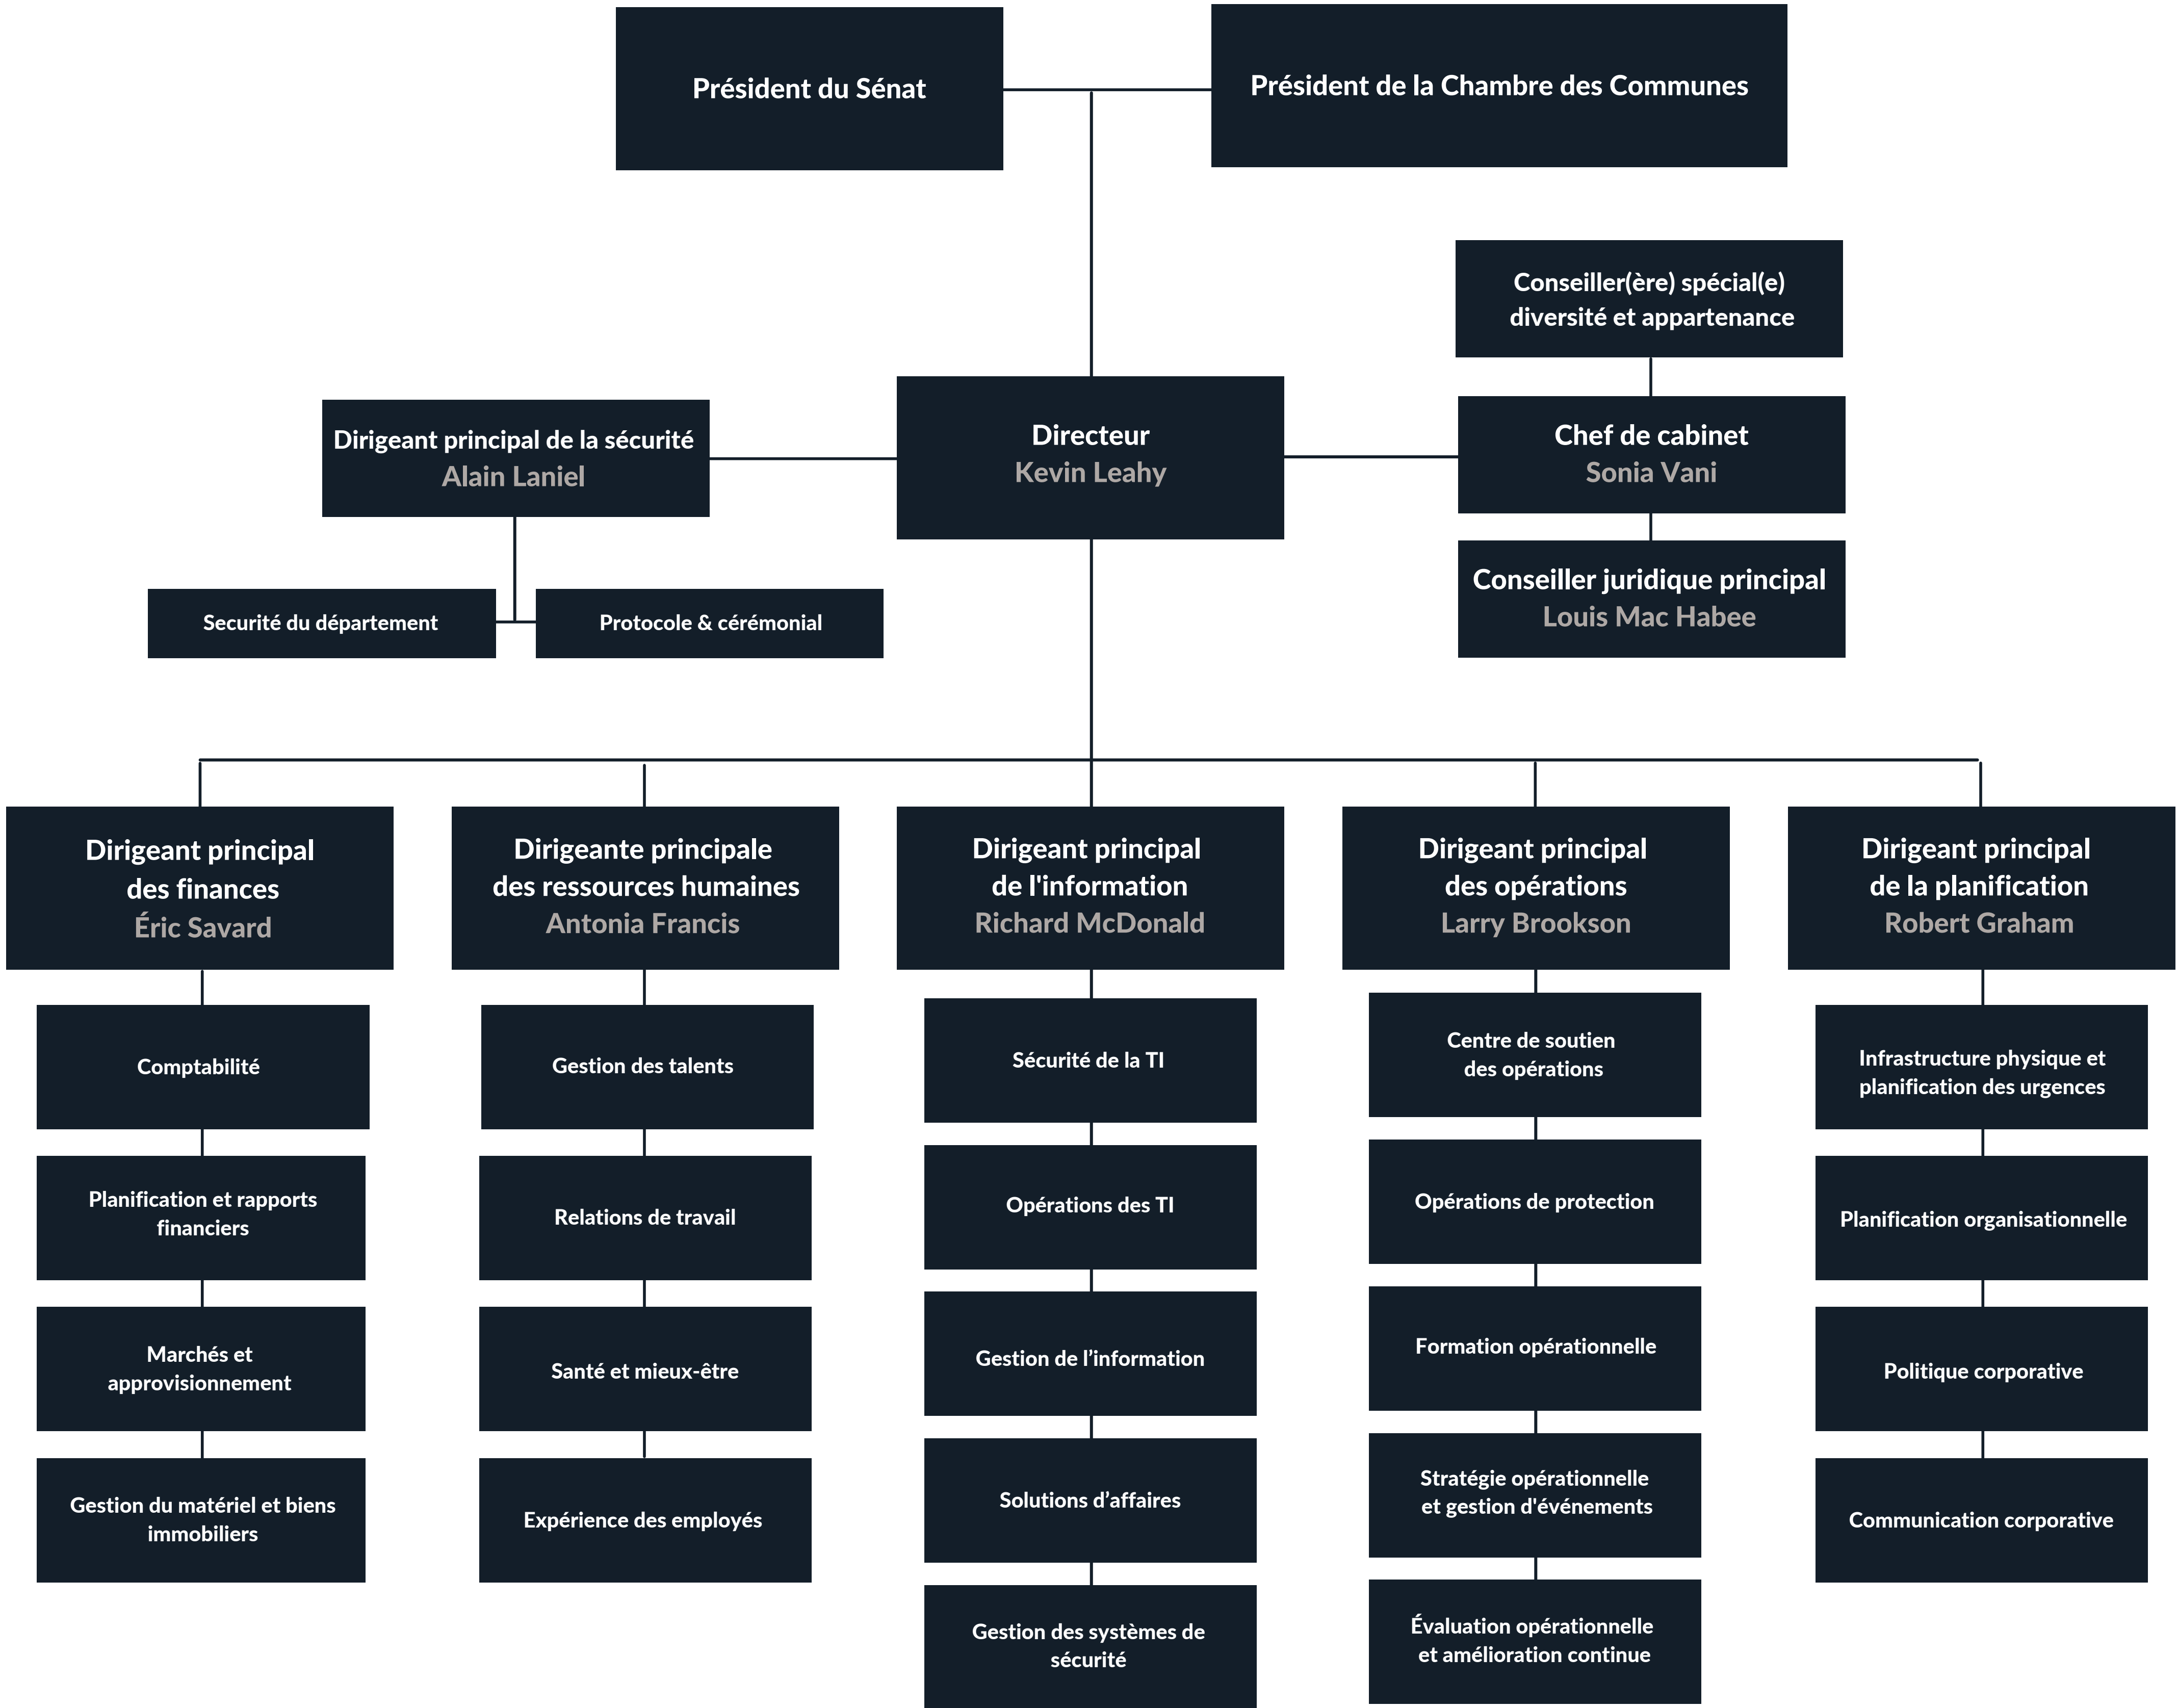 Président du Sénat
Président de la Chambre des Communes
Conseiller(ère) spécial(e)
diversité et appartenance
Dirigeant principal de la sécurité
Alain Laniel
Directeur
Kevin Leahy
Chef de cabinet
Sonia Vani
Conseiller juridique principal
Louis Mac Habee
Securité du département
Protocole & cérémonial
Dirigeant principal
des finances
Éric Savard
Dirigeante principale
des ressources humaines
Antonia Francis
Dirigeant principal
de l'information
Richard McDonald
Dirigeant principal
des opérations
Larry Brookson
Dirigeant principal
de la planification
Robert Graham
Comptabilité
Planification et rapports
financiers
Marchés et
approvisionnement
Gestion du matériel et biens
immobiliers
Gestion des talents
Relations de travail
Santé et mieux-être
Expérience des employés
Sécurité de la TI
Opérations des TI
Gestion de l’information
Solutions d’affaires
Gestion des systèmes de
sécurité
Centre de soutien
des opérations
Opérations de protection
Formation opérationnelle
Stratégie opérationnelle
et gestion d'événements
Évaluation opérationnelle
et amélioration continue
Infrastructure physique et
planification des urgences
Planification organisationnelle
Politique corporative
Communication corporative